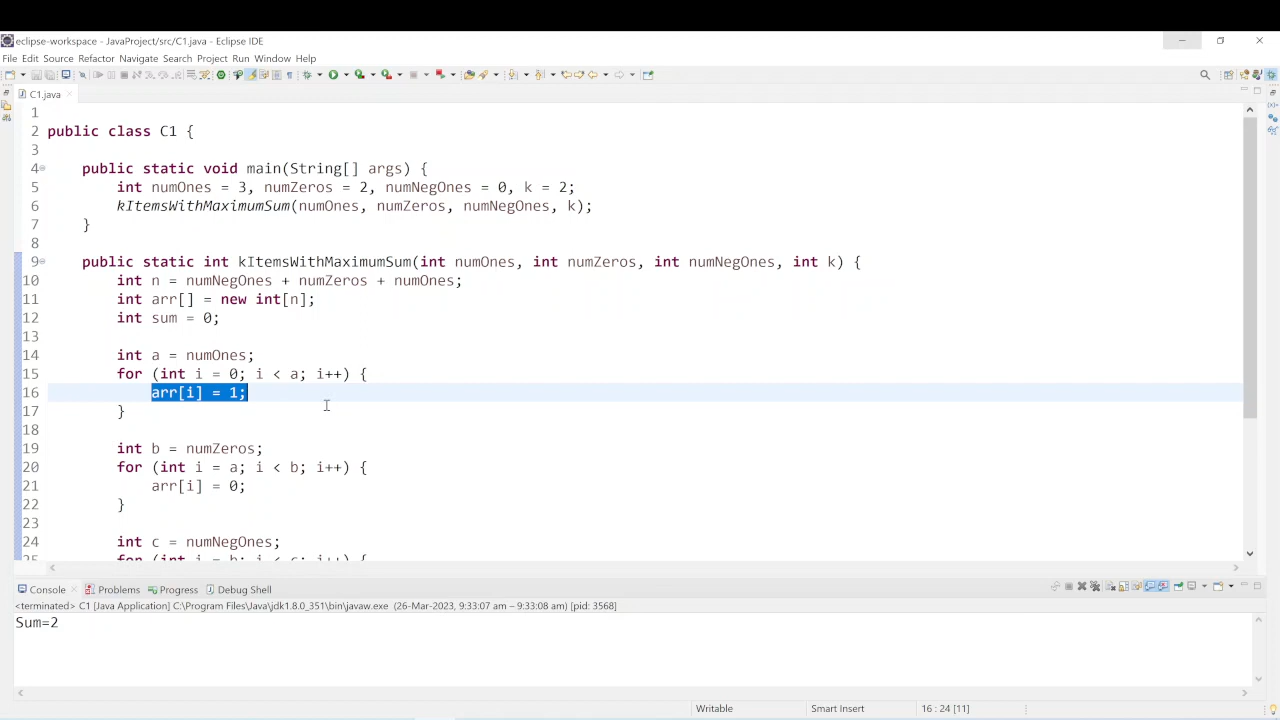 eclipse-workspace - JavaProject/src/C1.java - Eclipse IDE
File Edit Source Refactor Navigate Search Project Run Window Help
C1.java
1
2 public class C1 {
3
4 public static void main(String[] args) {
5 int numOnes = 3, numZeros = 2, numNegOnes = 0, k = 2;
6 kItemsWithMaximumSum(numOnes, numZeros, numNegOnes, k);
7 }
8
9 public static int kItemsWithMaximumSum(int numOnes, int numZeros, int numNegOnes, int k) {
10 int n = numNegOnes + numZeros + numOnes;
11 int arr[] = new int[n];
12 int sum = 0;
13
14 int a = numOnes;
15 for (int i = 0; i < a; i++) {
16 arr[i] = 1;
17 }
18
19 int b = numZeros;
20 for (int i = a; i < b; i++) {
21 arr[i] = 0;
22 }
23
24 int c = numNegOnes;
25 for (int i = b; i < c; i++) {
Console Problems Progress Debug Shell
<terminated> C1 [Java Application] C:\Program Files\Java\jdk1.8.0_351\bin\javaw.exe (26-Mar-2023, 9:33:07 am – 9:33:08 am) [pid: 3568]
Sum=2
Writable Smart Insert 16 : 24 [11]